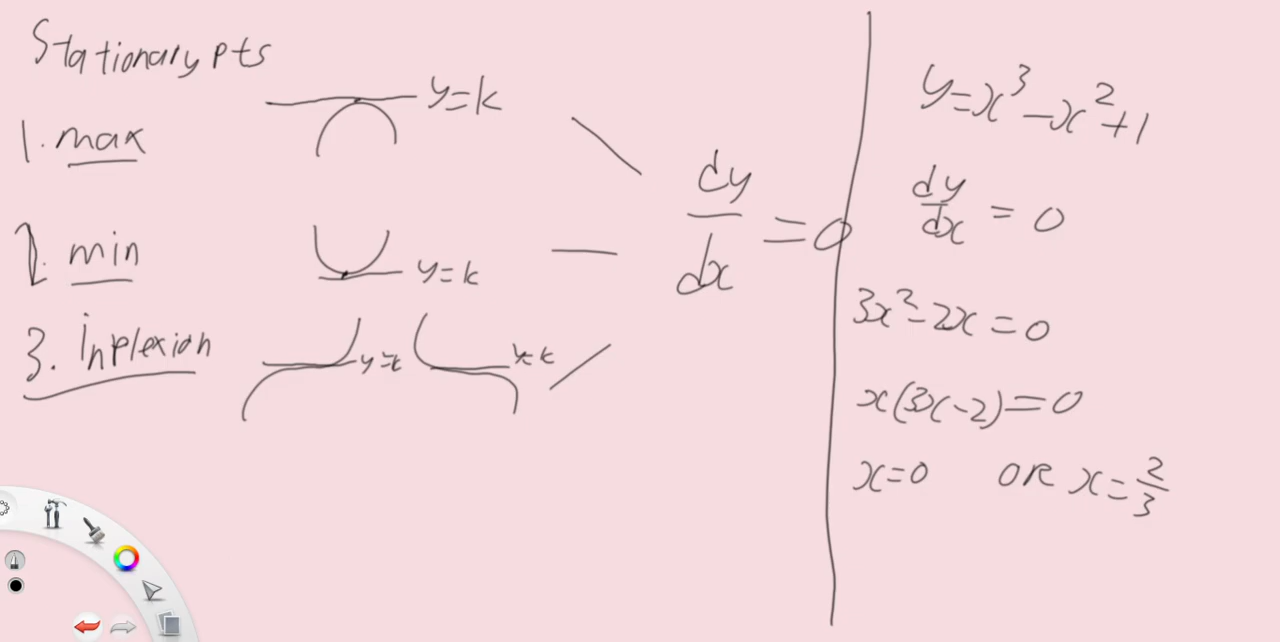 Stationary pts
1. max
y=k
2. min
y=k
3. Inplexion
y=k
y=k
dy/dx = 0
y=x³-x²+1
dy/dx = 0
3x²-2x=0
x(3x-2)=0
x=0 OR x=2/3